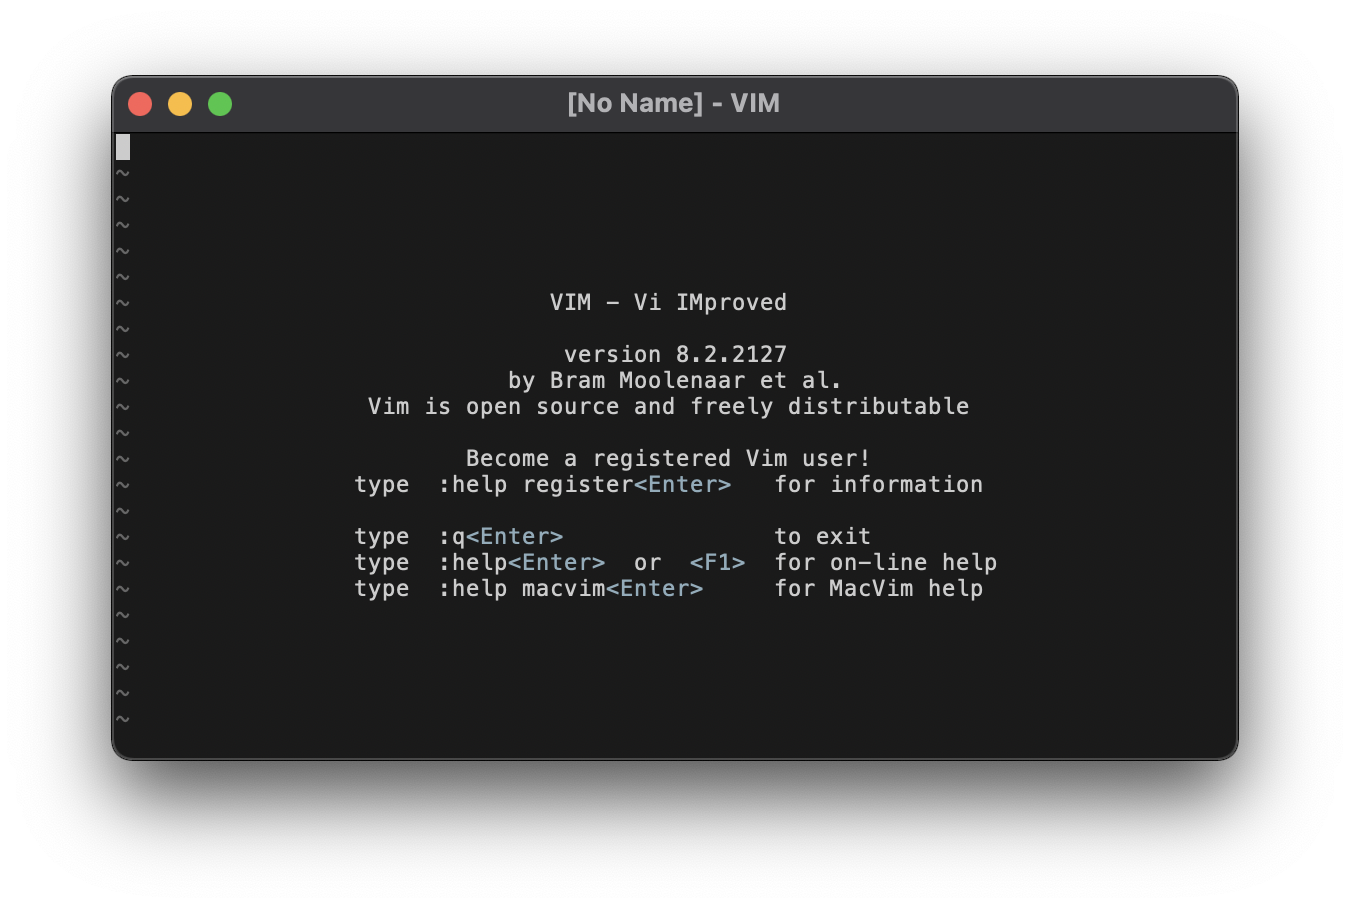 [No Name] - VIM
~
~
~
~
~
~ VIM - Vi IMproved
~
~ version 8.2.2127
~ by Bram Moolenaar et al.
~ Vim is open source and freely distributable
~
~ Become a registered Vim user!
~ type :help register<Enter> for information
~
~ type :q<Enter> to exit
~ type :help<Enter> or <F1> for on-line help
~ type :help macvim<Enter> for MacVim help
~
~
~
~
~